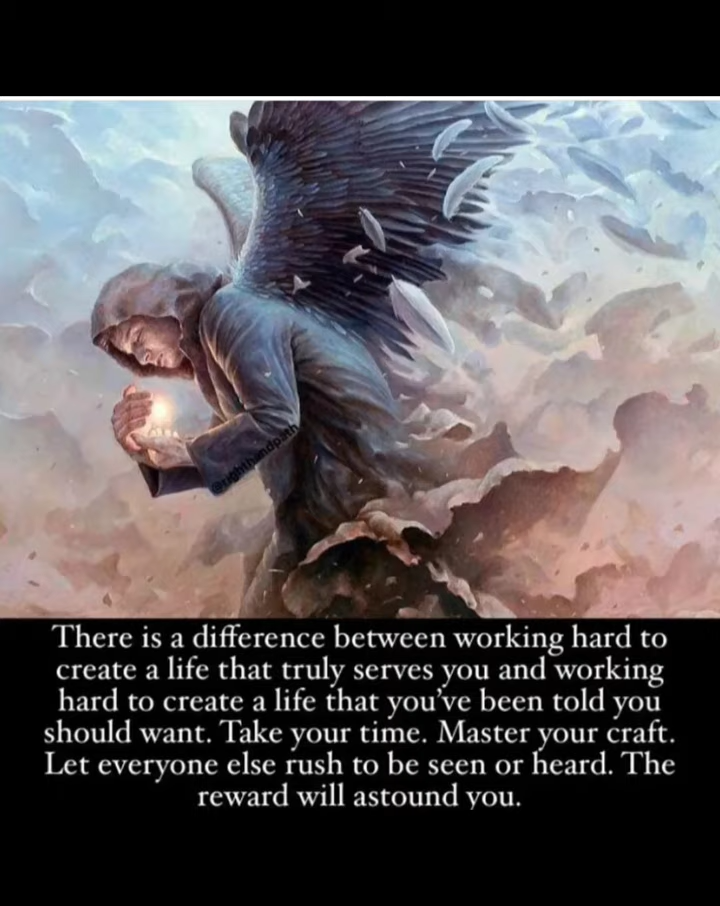 @righthandpath
There is a difference between working hard to
create a life that truly serves you and working
hard to create a life that you’ve been told you
should want. Take your time. Master your craft.
Let everyone else rush to be seen or heard. The
reward will astound you.